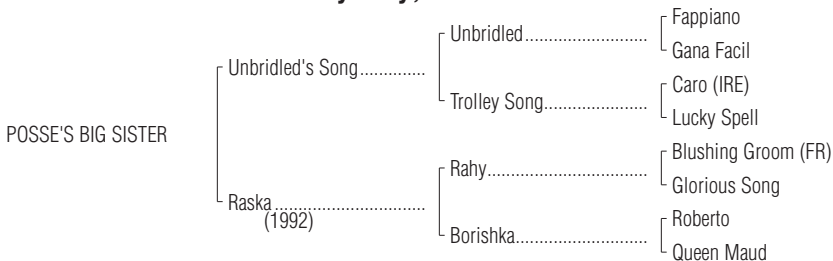 Fappiano
Unbridled
Gana Facil
Unbridled's Song
Caro (IRE)
Trolley Song
Lucky Spell
POSSE'S BIG SISTER
Blushing Groom (FR)
Rahy
Glorious Song
Raska
(1992)
Roberto
Borishka
Queen Maud